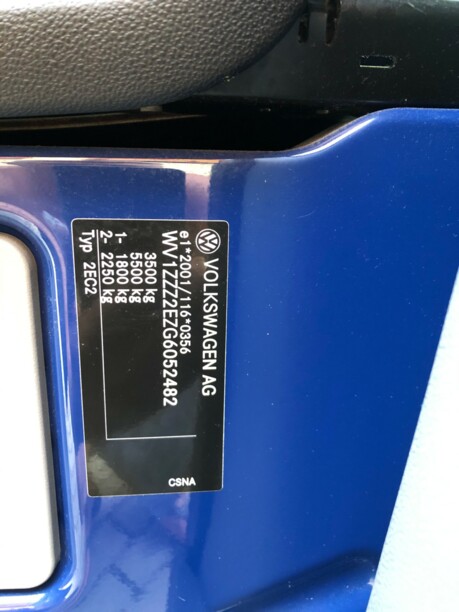 VOLKSWAGEN AG
e1*2001/116*0356
WV1ZZZ2EZG6052482
3500 kg
5500 kg
1- 1800 kg
2- 2250 kg
Typ 2EC2
CSNA